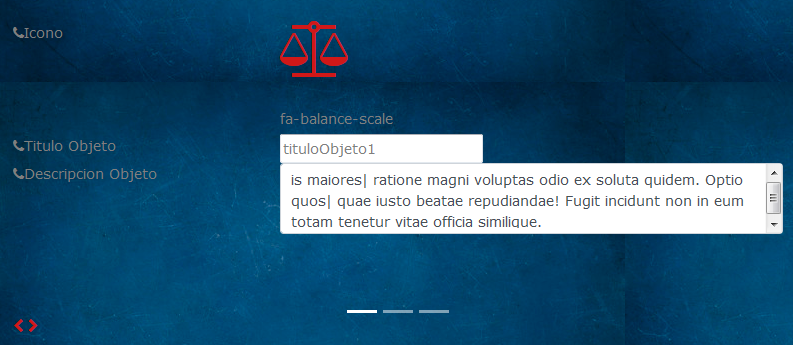 Icono
fa-balance-scale
Titulo Objeto
tituloObjeto1
Descripcion Objeto
is maiores| ratione magni voluptas odio ex soluta quidem. Optio
quos| quae iusto beatae repudiandae! Fugit incidunt non in eum
totam tenetur vitae officia similique.